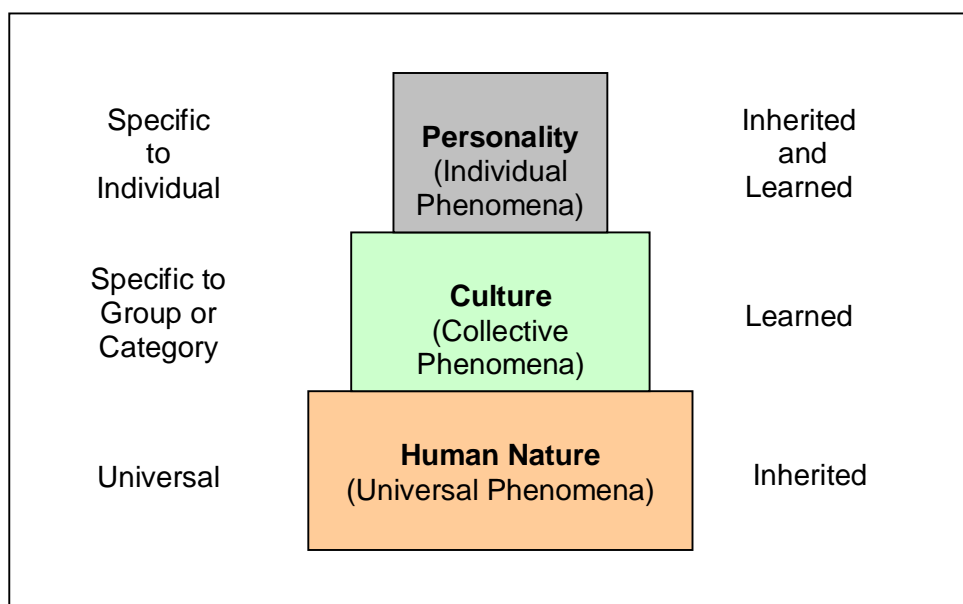 Specific
to
Individual
Personality
(Individual
Phenomena)
Inherited
and
Learned
Specific to
Group or
Category
Culture
(Collective
Phenomena)
Learned
Universal
Human Nature
(Universal Phenomena)
Inherited